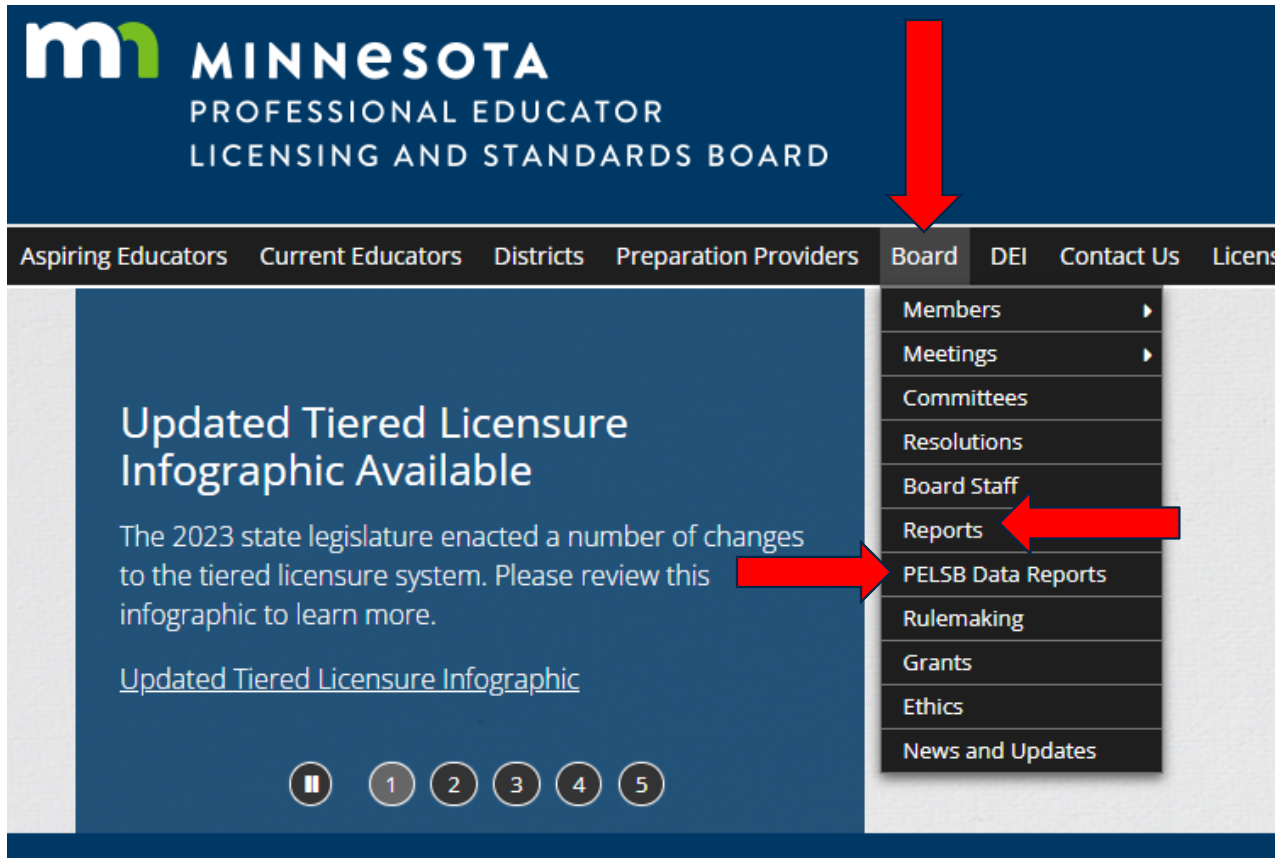 mn MINNESOTA
PROFESSIONAL EDUCATOR
LICENSING AND STANDARDS BOARD
Aspiring Educators Current Educators Districts Preparation Providers Board DEI Contact Us Licens
Members
Meetings
Committees
Resolutions
Board Staff
Reports
PELSB Data Reports
Rulemaking
Grants
Ethics
News and Updates
Updated Tiered Licensure
Infographic Available
The 2023 state legislature enacted a number of changes
to the tiered licensure system. Please review this
infographic to learn more.
Updated Tiered Licensure Infographic
1 2 3 4 5